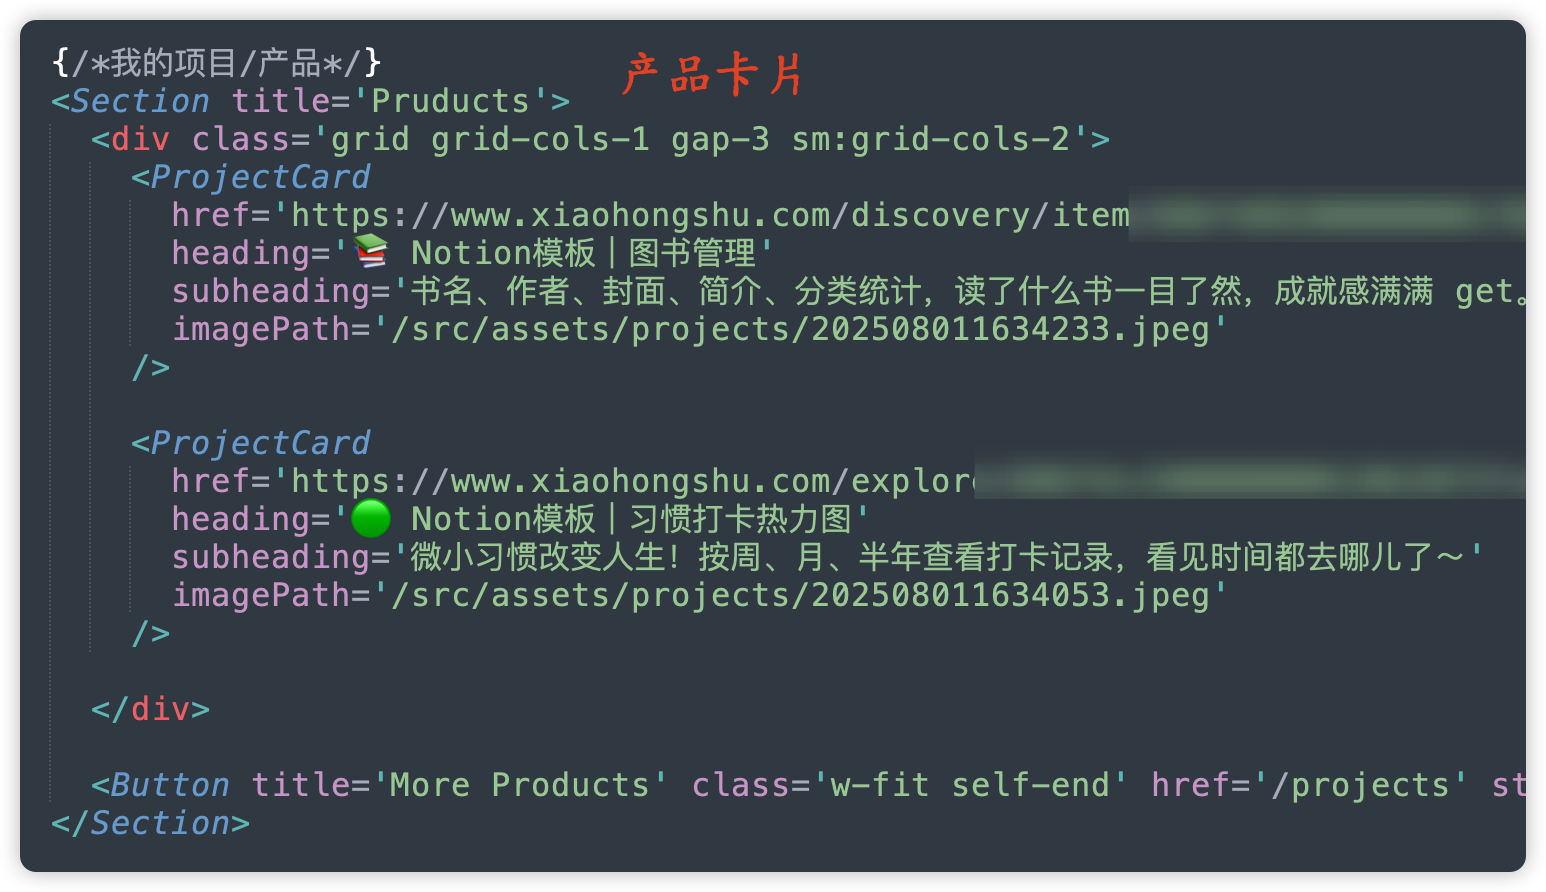 {/*我的项目/产品*/}
产品卡片
<Section title='Pruducts'>
<div class='grid grid-cols-1 gap-3 sm:grid-cols-2'>
<ProjectCard
href='https://www.xiaohongshu.com/discovery/item
heading='📚 Notion模板｜图书管理'
subheading='书名、作者、封面、简介、分类统计，读了什么书一目了然，成就感满满 get。
imagePath='/src/assets/projects/202508011634233.jpeg'
/>
<ProjectCard
href='https://www.xiaohongshu.com/explore
heading='🟢 Notion模板｜习惯打卡热力图'
subheading='微小习惯改变人生！按周、月、半年查看打卡记录，看见时间都去哪儿了～'
imagePath='/src/assets/projects/202508011634053.jpeg'
/>
</div>
<Button title='More Products' class='w-fit self-end' href='/projects' st
</Section>